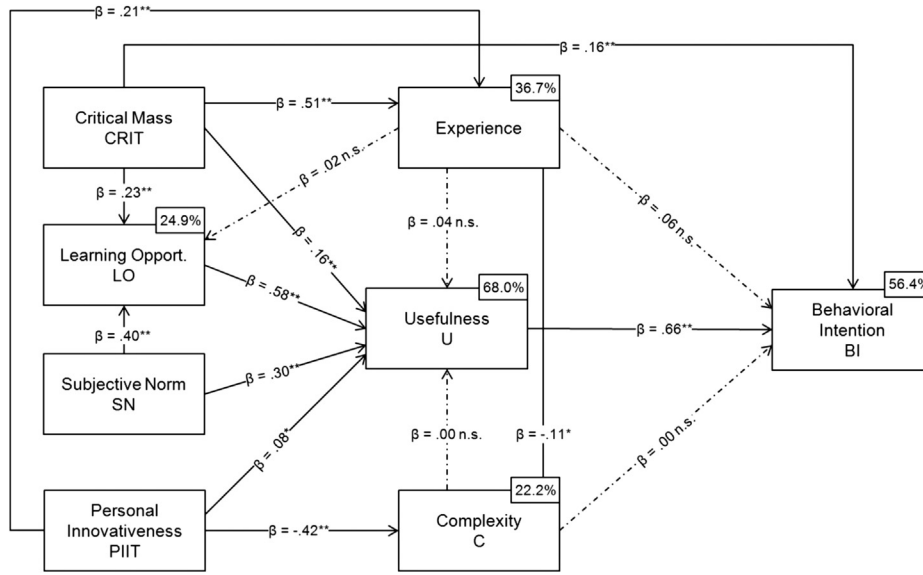 β = .21**
β = .16**
36.7%
Critical Mass
CRIT
β = .51**
Experience
β = .02 n.s.
β = .23**
β = .06 n.s.
24.9%
β = .04 n.s.
Learning Opport.
LO
β = .16**
68.0%
56.4%
β = .58**
Usefulness
U
β = .66**
Behavioral
Intention
BI
β = .40**
Subjective Norm
SN
β = .30**
β = .08*
β = .00 n.s.
β = -.11*
β = .00 n.s.
22.2%
Personal
Innovativeness
PIIT
β = -.42**
Complexity
C